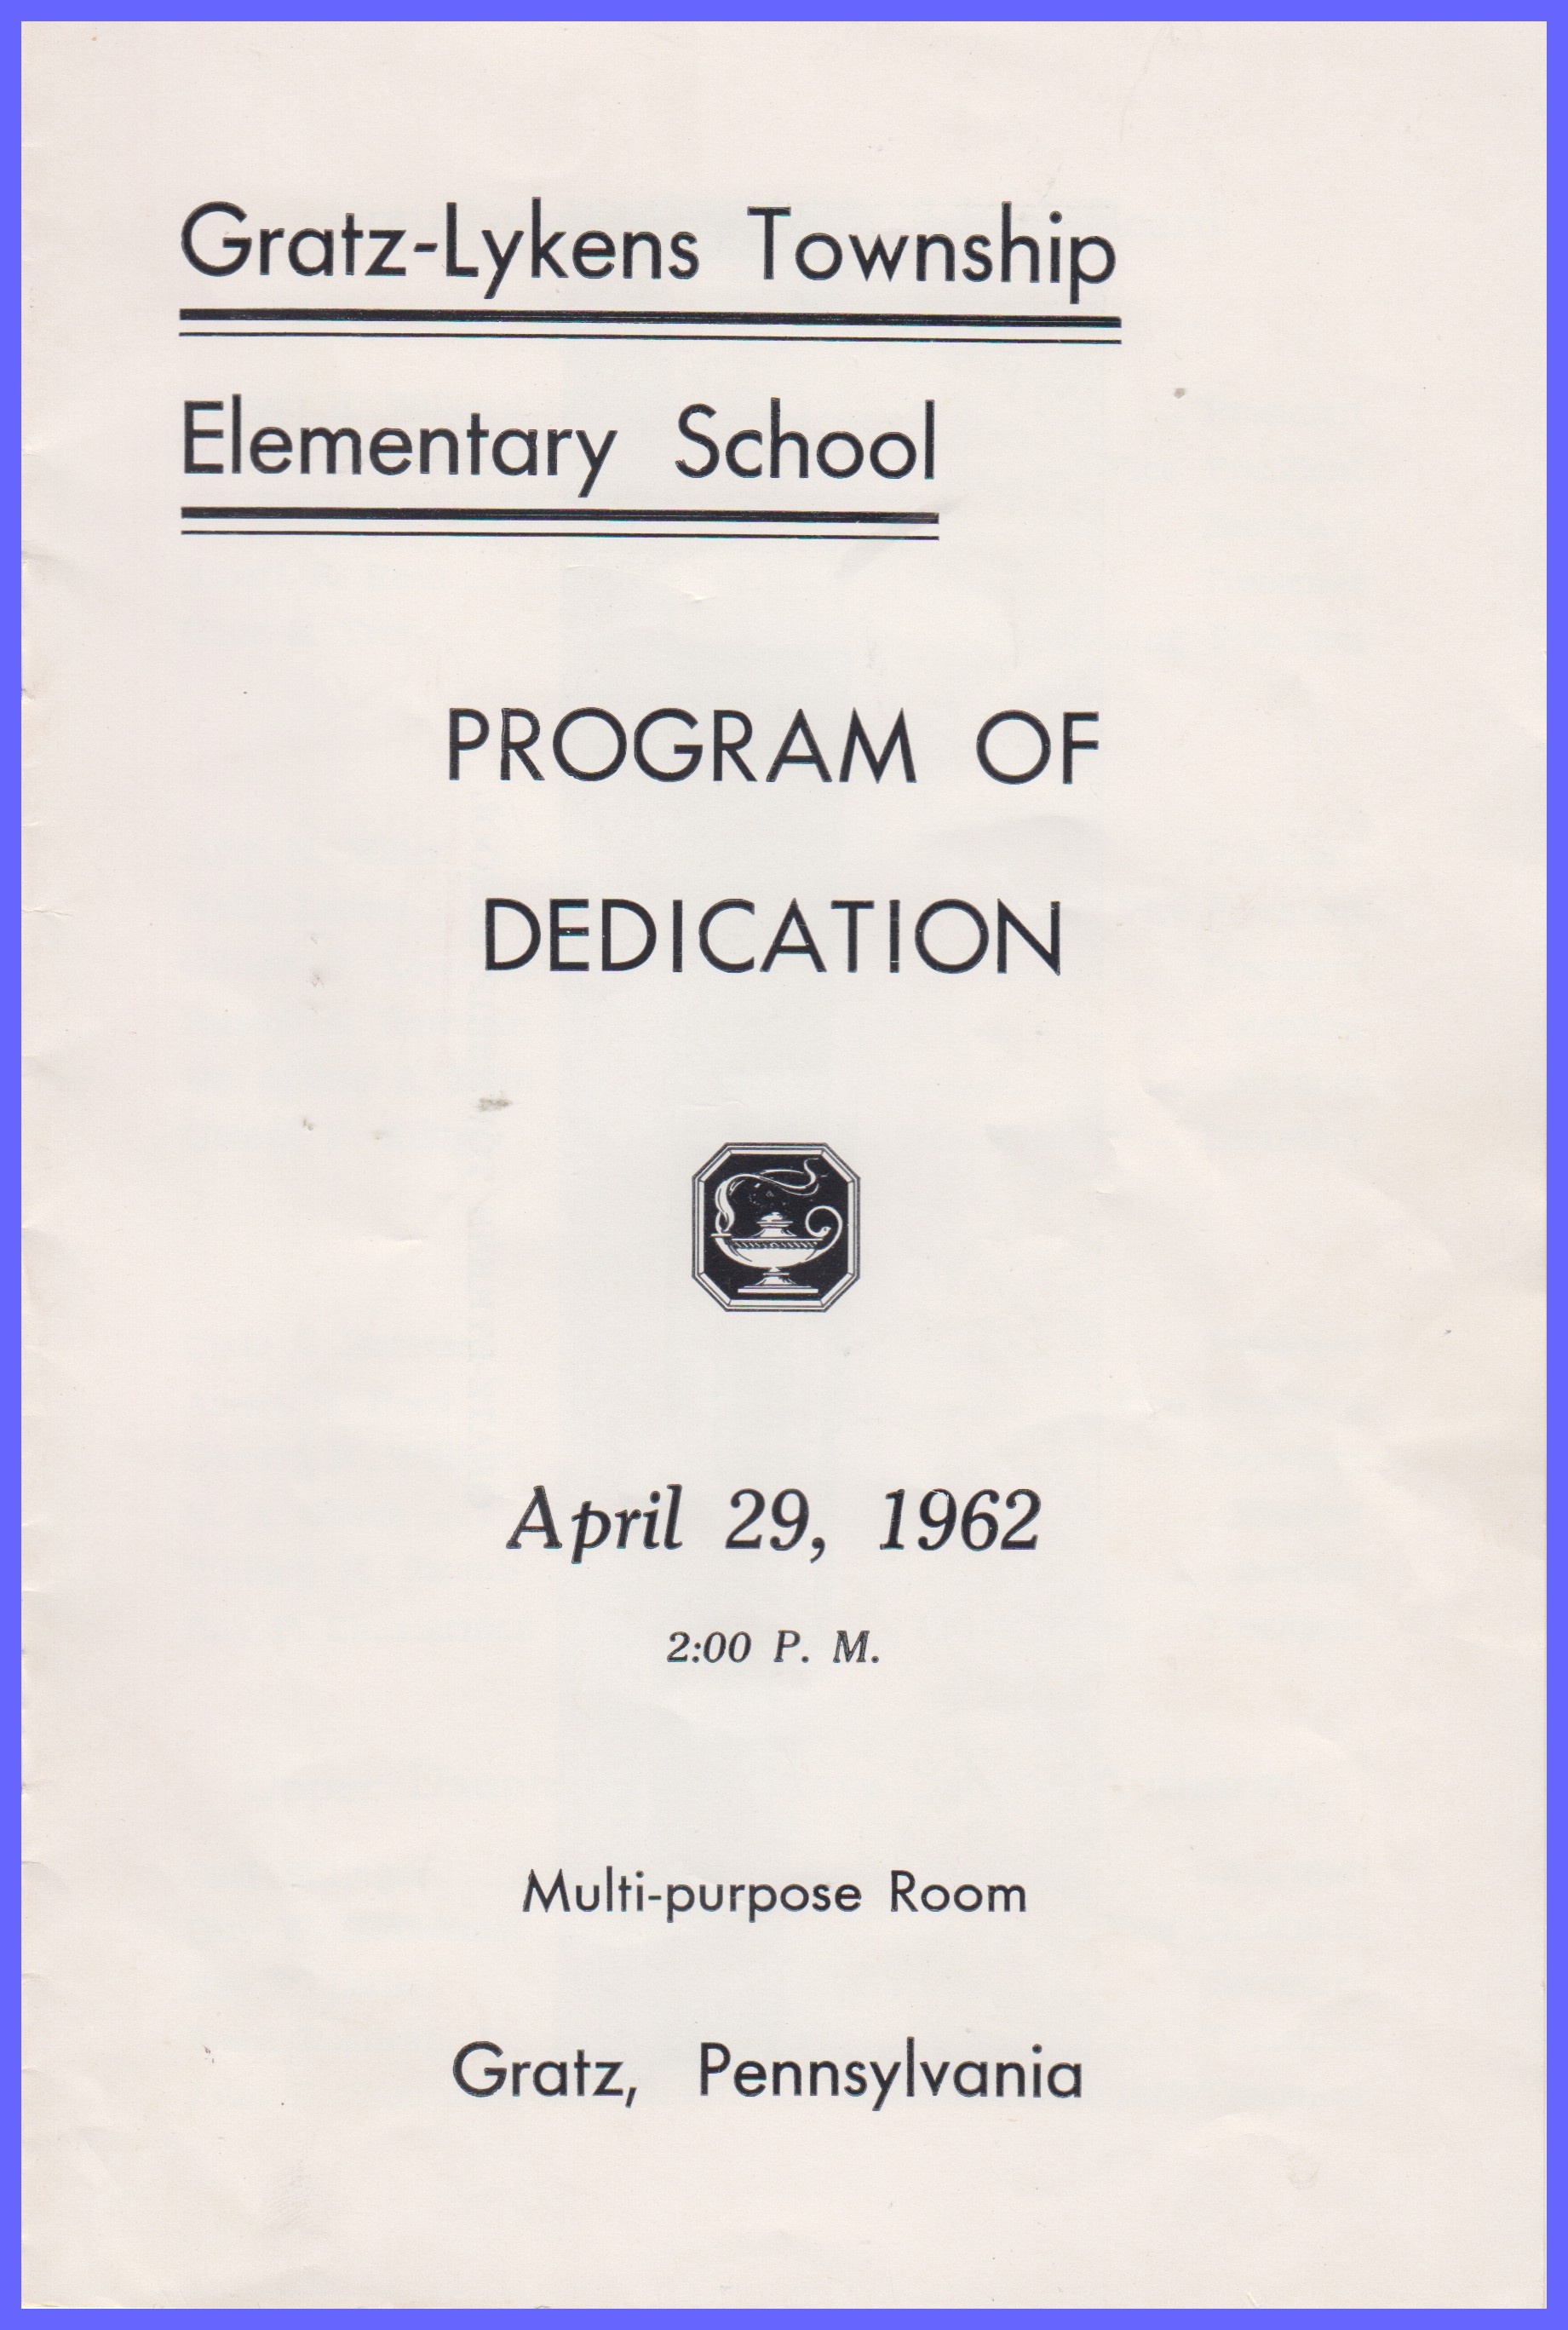 Gratz-Lykens Township
Elementary School
PROGRAM OF
DEDICATION
April 29, 1962
2:00 P. M.
Multi-purpose Room
Gratz, Pennsylvania